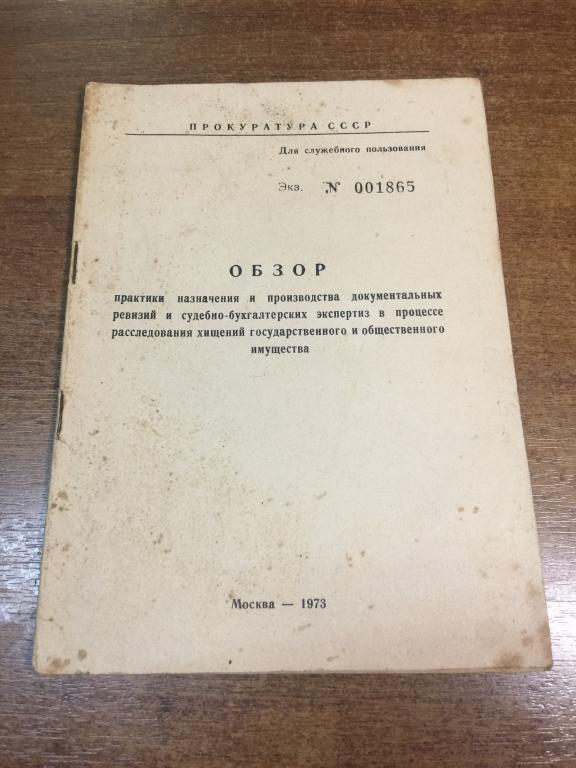 ПРОКУРАТУРА СССР
Для служебного пользования
Экз. № 001865
ОБЗОР
практики назначения и производства документальных
ревизий и судебно-бухгалтерских экспертиз в процессе
расследования хищений государственного и общественного
имущества
Москва — 1973